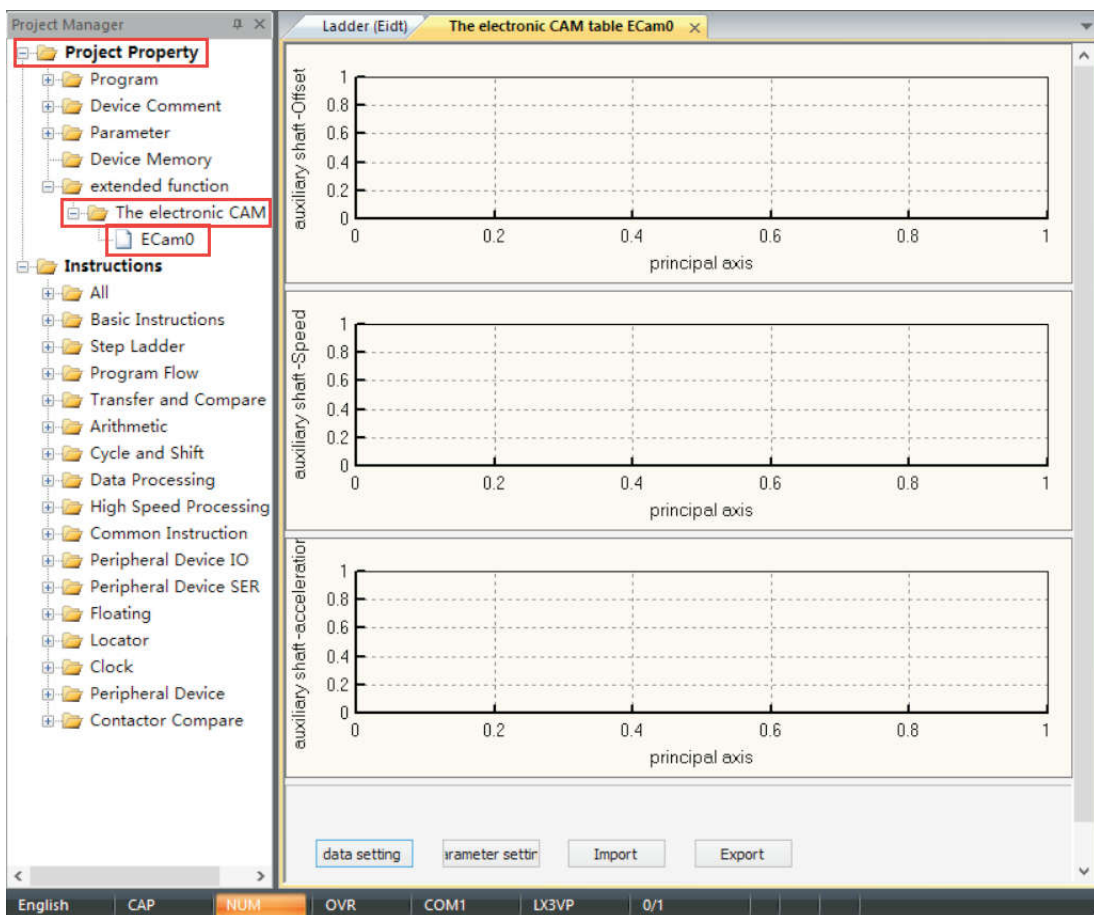 Project Manager
Project Property
Program
Device Comment
Parameter
Device Memory
extended function
The electronic CAM
ECam0
Instructions
All
Basic Instructions
Step Ladder
Program Flow
Transfer and Compare
Arithmetic
Cycle and Shift
Data Processing
High Speed Processing
Common Instruction
Peripheral Device IO
Peripheral Device SER
Floating
Locator
Clock
Peripheral Device
Contactor Compare
Ladder (Eidt) The electronic CAM table ECam0
auxiliary shaft -Offset
1
0.8
0.6
0.4
0.2
0
0 0.2 0.4 0.6 0.8 1
principal axis
auxiliary shaft -Speed
1
0.8
0.6
0.4
0.2
0
0 0.2 0.4 0.6 0.8 1
principal axis
auxiliary shaft -acceleration
1
0.8
0.6
0.4
0.2
0
0 0.2 0.4 0.6 0.8 1
principal axis
data setting arameter settin Import Export
English CAP NUM OVR COM1 LX3VP 0/1